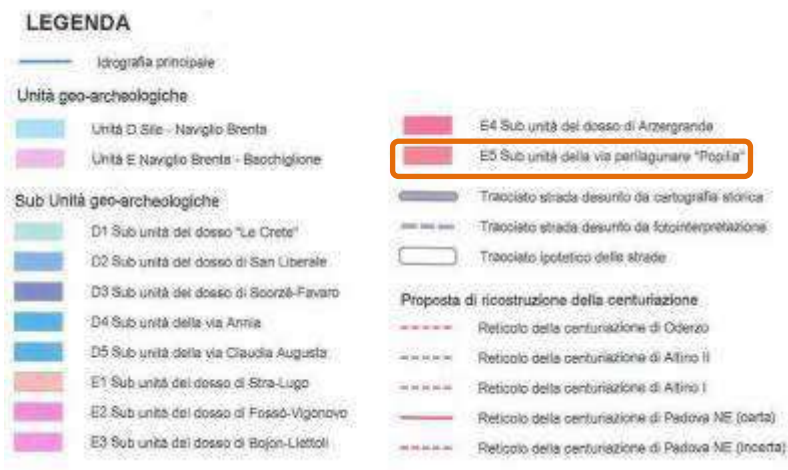 LEGENDA
Idrografia principale
Unità geo-archeologiche
Unità D Sile - Naviglio Brenta
Unità E Naviglio Brenta - Bacchiglione
Sub Unità geo-archeologiche
D1 Sub unità del dosso "Le Crete"
D2 Sub unità del dosso di San Liberale
D3 Sub unità del dosso di Scorzè-Favaro
D4 Sub unità della via Annia
D5 Sub unità della via Claudia Augusta
E1 Sub unità del dosso di Stra-Lugo
E2 Sub unità del dosso di Fossò-Vigonovo
E3 Sub unità del dosso di Bojon-Liettoli
E4 Sub unità del dosso di Arzergrande
E5 Sub unità della via perilagunare "Popilia"
Tracciato strada desunto da cartografia storica
Tracciato strada desunto da fotointerpretazione
Tracciato ipotetico delle strade
Proposta di ricostruzione della centuriazione
Reticolo della centuriazione di Oderzo
Reticolo della centuriazione di Altino II
Reticolo della centuriazione di Altino I
Reticolo della centuriazione di Padova NE (certa)
Reticolo della centuriazione di Padova NE (incerta)